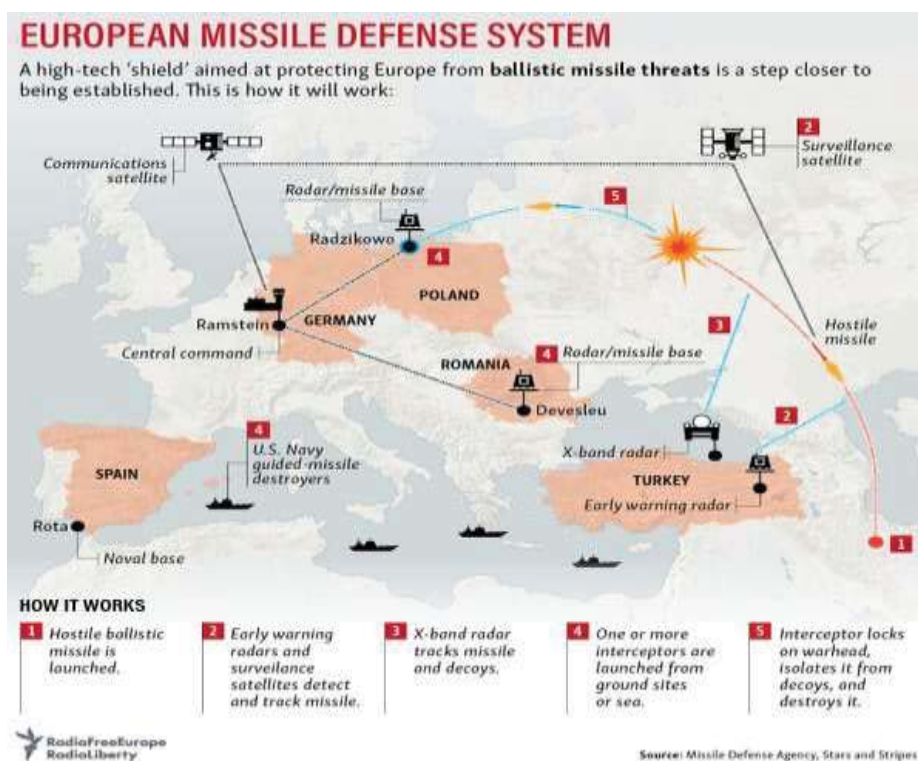 EUROPEAN MISSILE DEFENSE SYSTEM
A high-tech 'shield' aimed at protecting Europe from ballistic missile threats is a step closer to
being established. This is how it will work:
Communications
satellite
2
Surveillance
satellite
Radar/missile base
5
Radzikowo
4
POLAND
Ramstein
GERMANY
Central command
3
Hostile
missile
ROMANIA
4
Radar/missile base
Devesleu
2
4
U.S. Navy
guided-missile
destroyers
X-band radar
SPAIN
TURKEY
Early warning radar
Rota
Naval base
1
HOW IT WORKS
1 Hostile ballistic
missile is
launched.
2 Early warning
radars and
surveilance
satellites detect
and track missile.
3 X-band radar
tracks missile
and decoys.
4 One or more
interceptors are
launched from
ground sites
or sea.
5 Interceptor locks
on warhead,
isolates it from
decoys, and
destroys it.
RadioFreeEurope
RadioLiberty
Source: Missile Defense Agency, Stars and Stripes